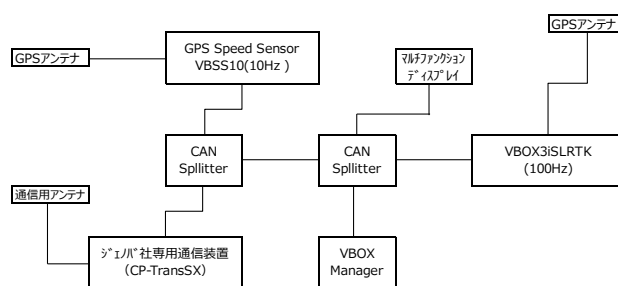 GPSアンテナ
GPS Speed Sensor
VBSS10(10Hz )
GPSアンテナ
ﾏﾙﾁﾌｧﾝｸｼｮﾝ
ﾃﾞｨｽﾌﾟﾚｲ
CAN
Spllitter
CAN
Spllitter
VBOX3iSLRTK
(100Hz)
通信用アンテナ
ｼﾞｪﾉﾊﾞ社専用通信装置
(CP-TransSX)
VBOX
Manager